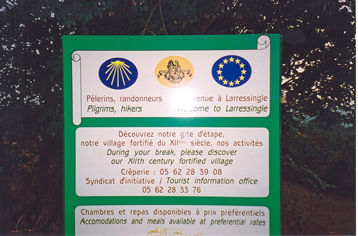 Pèlerins, randonneurs enue à Larressingle
Pilgrims, hikers elcome to Larressingle
Découvrez notre gîte d'étape,
notre village fortifié du XIIème siècle, nos activités
During your break, please discover
our XIIth century fortified village
Crêperie : 05 62 28 39 08
Syndicat d'initiative / Tourist information office
05 62 28 33 76
Chambres et repas disponibles à prix préférentiels
Accomodations and meals available at preferential rates